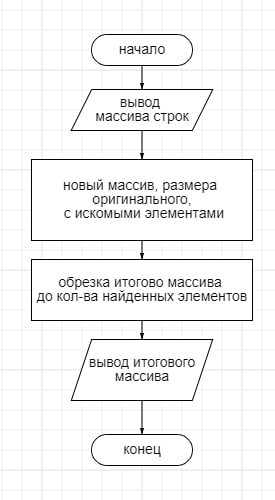 начало
вывод
массива строк
новый массив, размера
оригинального,
с искомыми элементами
обрезка итогово массива
до кол-ва найденных элементов
вывод итогового
массива
конец